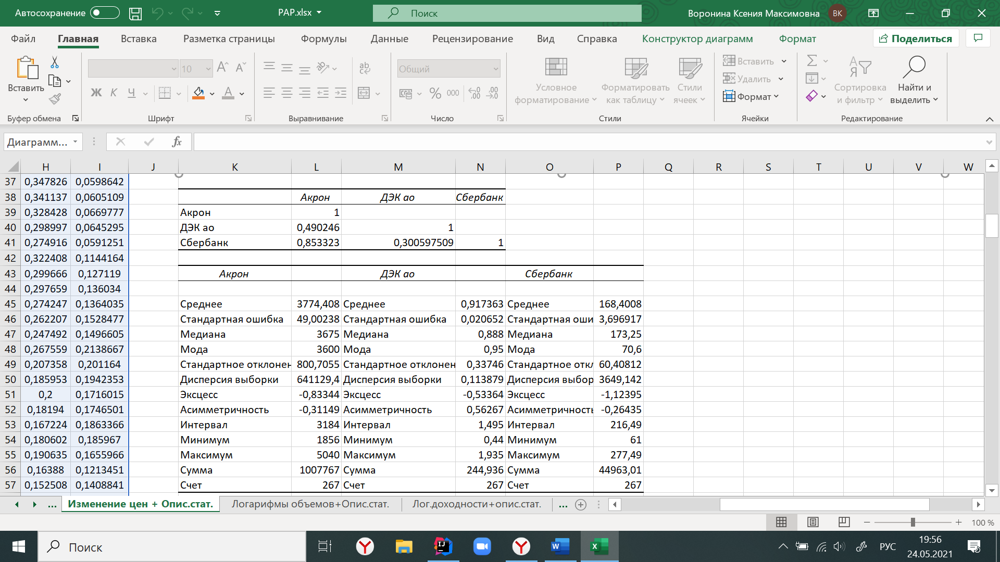 Автосохранение PAP.xlsx Поиск Воронина Ксения Максимовна ВК
Файл Главная Вставка Разметка страницы Формулы Данные Рецензирование Вид Справка Конструктор диаграмм Формат Поделиться
Вставить
10
Ж К Ч
Общий
% 000
Условное форматирование
Форматировать как таблицу
Стили ячеек
Вставить
Удалить
Формат
Сортировка и фильтр
Найти и выделить
Буфер обмена Шрифт Выравнивание Число Стили Ячейки Редактирование
Диаграмм... fx
H I J K L M N O P Q R S T U V W
37 0,347826 0,0598642
38 0,341137 0,0605109 Акрон ДЭК ао Сбербанк
39 0,328428 0,0669777 Акрон 1
40 0,298997 0,0645295 ДЭК ао 0,490246 1
41 0,274916 0,0591251 Сбербанк 0,853323 0,300597509 1
42 0,322408 0,1144164
43 0,299666 0,127119 Акрон ДЭК ао Сбербанк
44 0,297659 0,136034
45 0,274247 0,1364035 Среднее 3774,408 Среднее 0,917363 Среднее 168,4008
46 0,262207 0,1528477 Стандартная ошибка 49,00238 Стандартная ошибка 0,020652 Стандартная оши 3,696917
47 0,247492 0,1496605 Медиана 3675 Медиана 0,888 Медиана 173,25
48 0,267559 0,2138667 Мода 3600 Мода 0,95 Мода 70,6
49 0,207358 0,201164 Стандартное отклонен 800,7055 Стандартное отклонен 0,33746 Стандартное откл 60,40812
50 0,185953 0,1942353 Дисперсия выборки 641129,4 Дисперсия выборки 0,113879 Дисперсия выбор 3649,142
51 0,2 0,1716015 Эксцесс -0,83344 Эксцесс -0,53364 Эксцесс -1,12395
52 0,18194 0,1746501 Асимметричность -0,31149 Асимметричность 0,56267 Асимметричность -0,26435
53 0,167224 0,1863366 Интервал 3184 Интервал 1,495 Интервал 216,49
54 0,180602 0,185967 Минимум 1856 Минимум 0,44 Минимум 61
55 0,190635 0,1655966 Максимум 5040 Максимум 1,935 Максимум 277,49
56 0,16388 0,1213451 Сумма 1007767 Сумма 244,936 Сумма 44963,01
57 0,152508 0,1408841 Счет 267 Счет 267 Счет 267
... Изменение цен + Опис.стат. Логарифмы объемов+Опис.стат. Лог.доходности+опис.стат. ...
100 %
Поиск РУС 19:56
24.05.2021